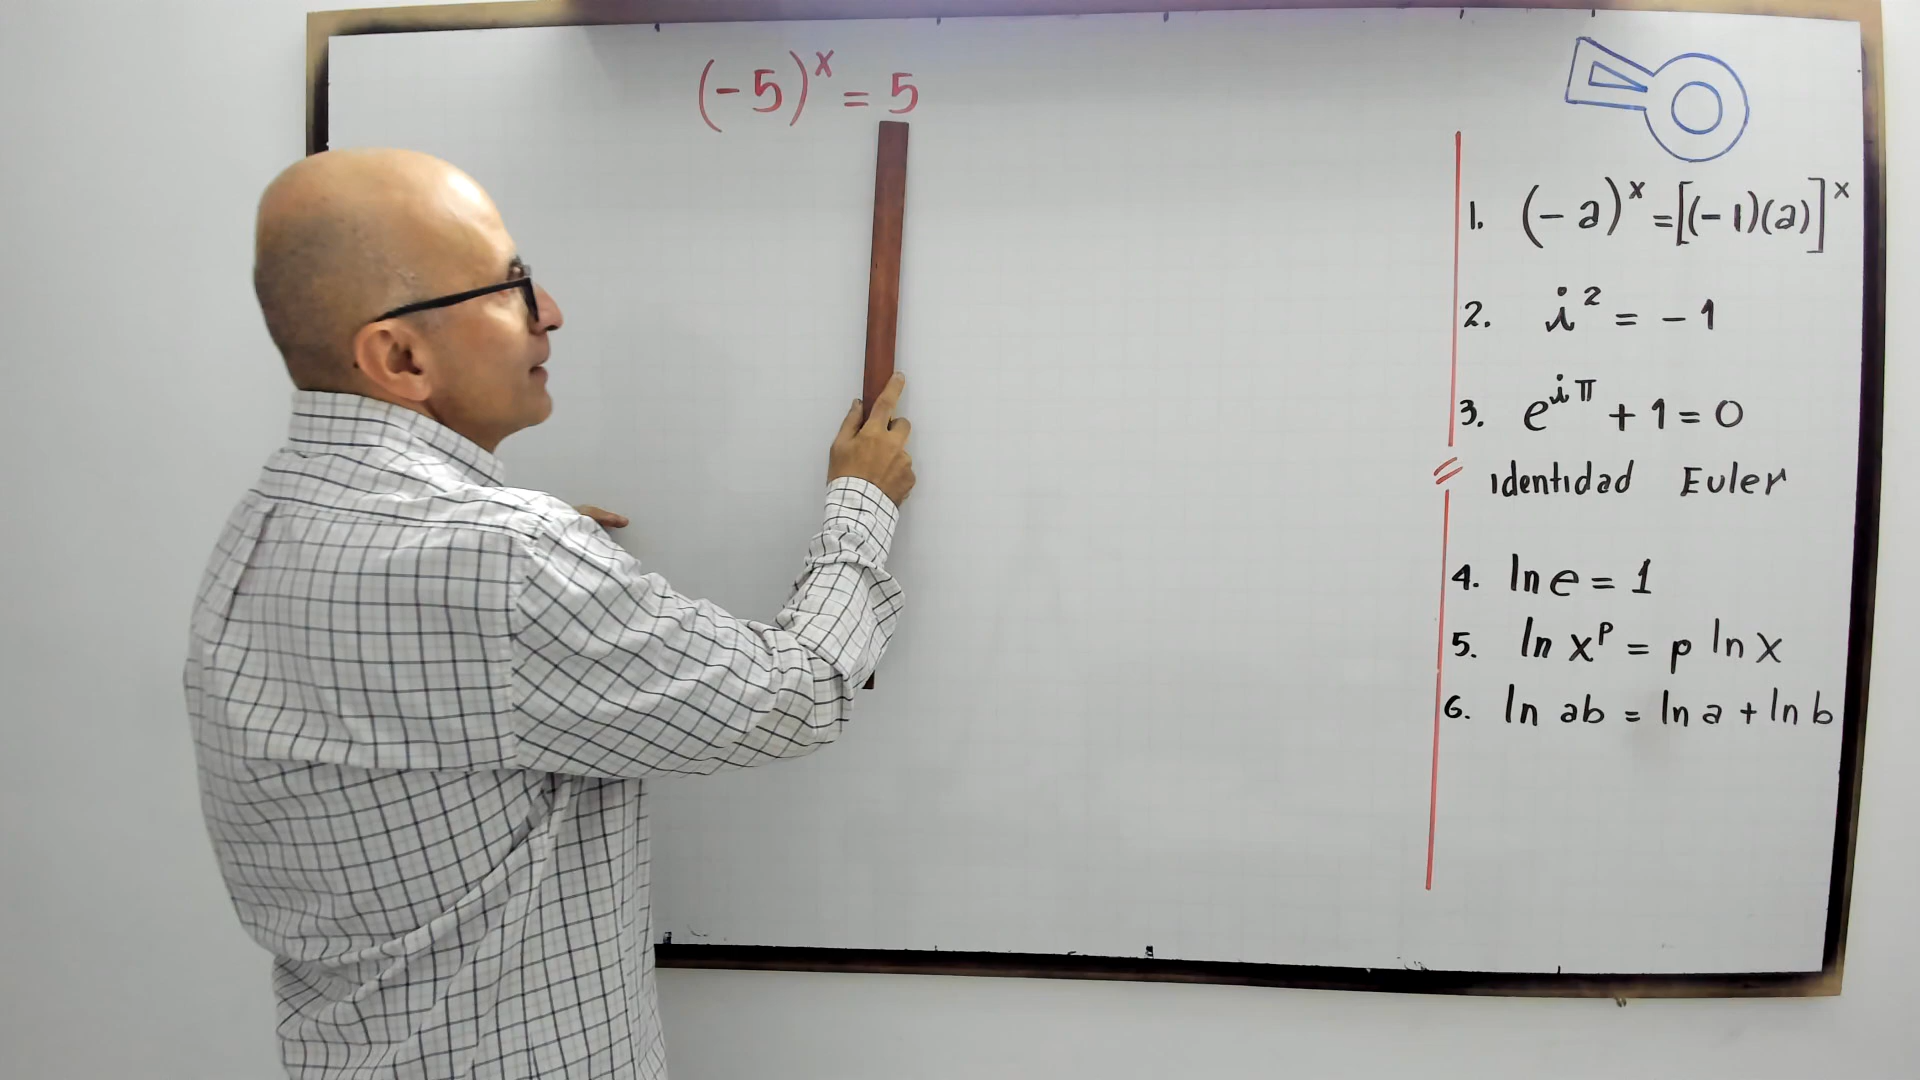 (-5)ˣ = 5
1. (-a)ˣ = [(-1)(a)]ˣ
2. i² = -1
3. e^{iπ} + 1 = 0
identidad Euler
4. ln e = 1
5. ln xᵖ = p ln x
6. ln ab = ln a + ln b